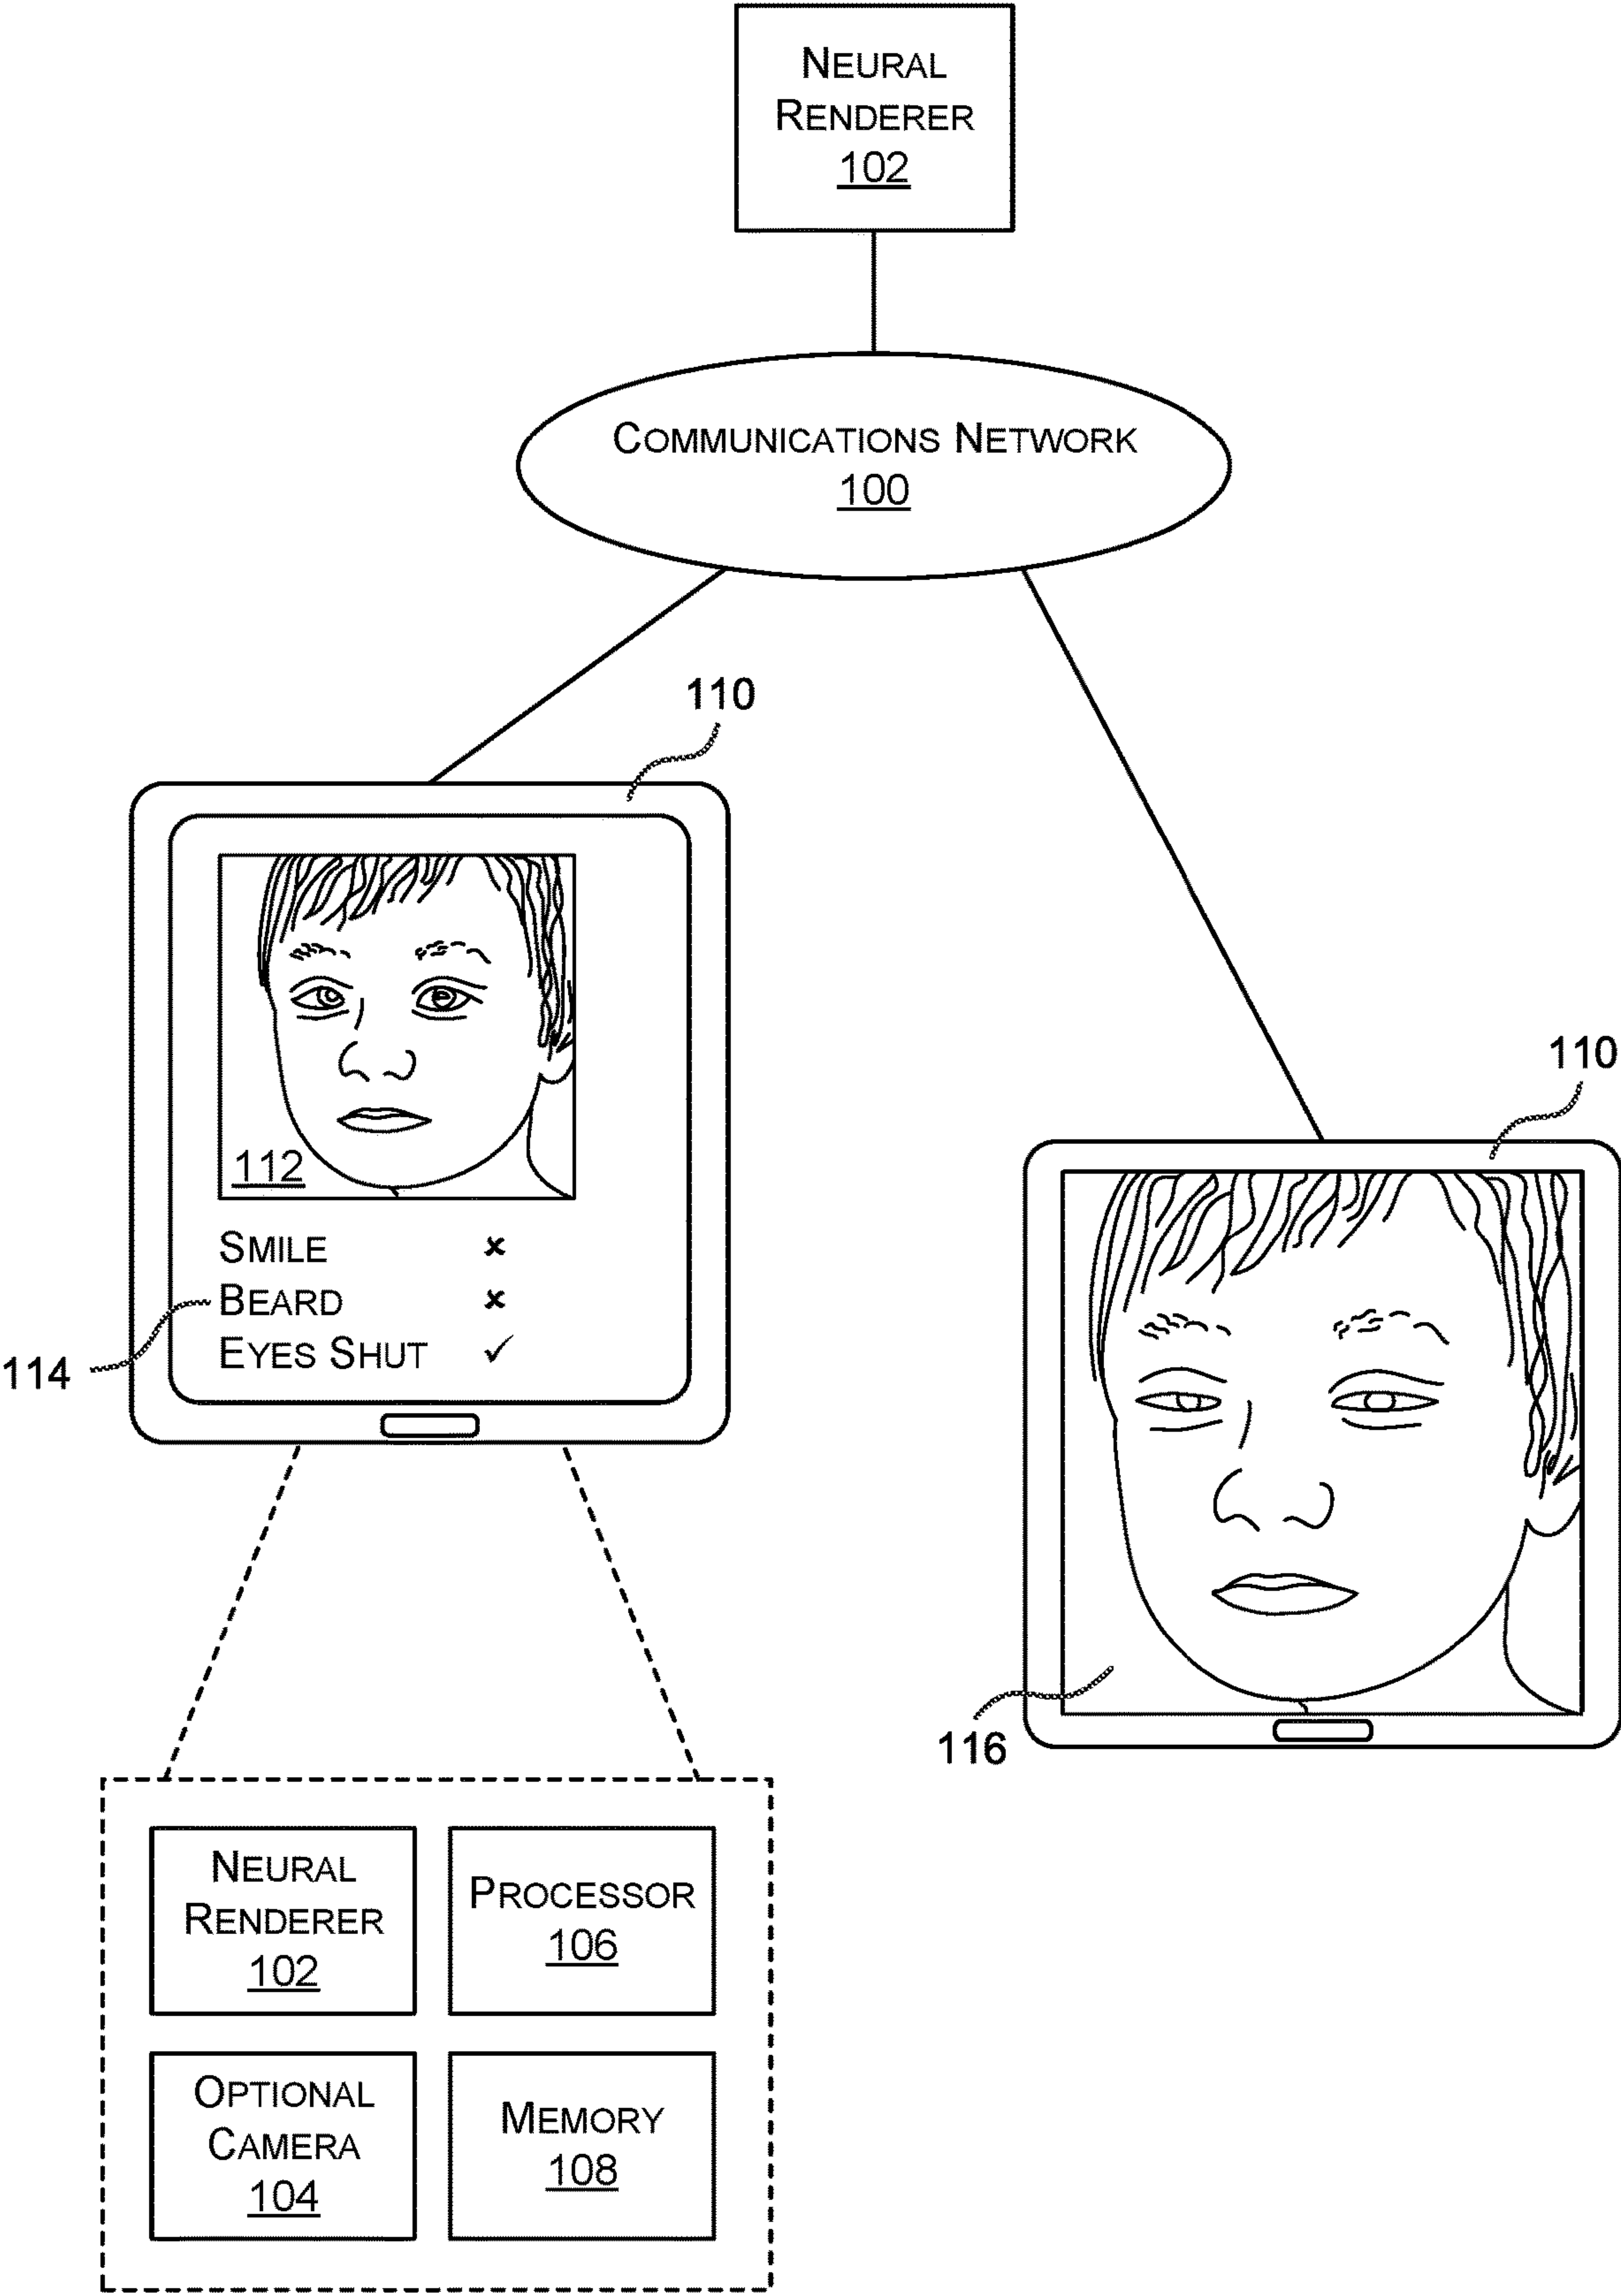 NEURAL
RENDERER
102
COMMUNICATIONS NETWORK
100
110
112
SMILE ×
BEARD ×
EYES SHUT ✓
114
110
116
NEURAL
RENDERER
102
PROCESSOR
106
OPTIONAL
CAMERA
104
MEMORY
108